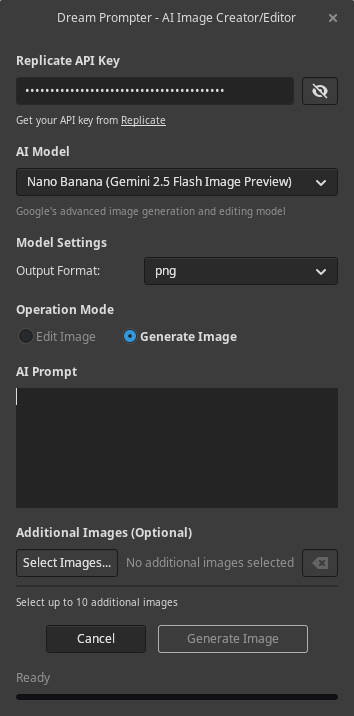 Dream Prompter - AI Image Creator/Editor
Replicate API Key
••••••••••••••••••••••••••••••••••••••••
Get your API key from Replicate
AI Model
Nano Banana (Gemini 2.5 Flash Image Preview)
Google's advanced image generation and editing model
Model Settings
Output Format: png
Operation Mode
Edit Image Generate Image
AI Prompt
Additional Images (Optional)
Select Images... No additional images selected
Select up to 10 additional images
Cancel Generate Image
Ready